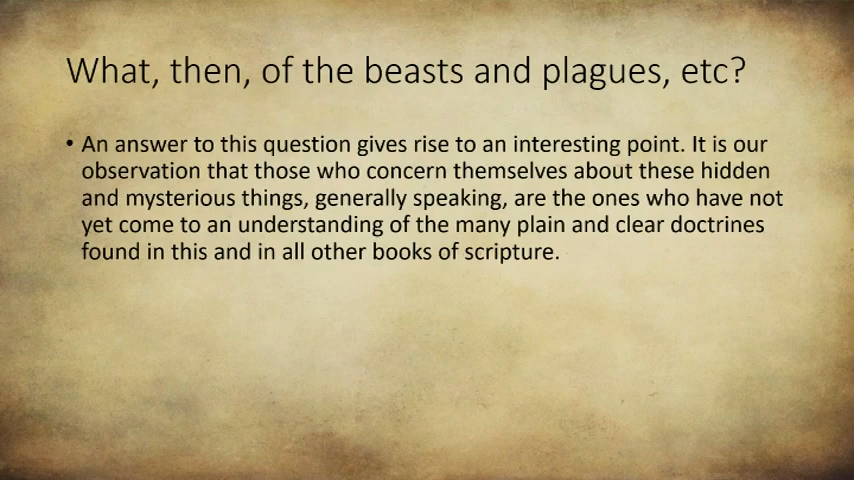 What, then, of the beasts and plagues, etc?
• An answer to this question gives rise to an interesting point. It is our
observation that those who concern themselves about these hidden
and mysterious things, generally speaking, are the ones who have not
yet come to an understanding of the many plain and clear doctrines
found in this and in all other books of scripture.